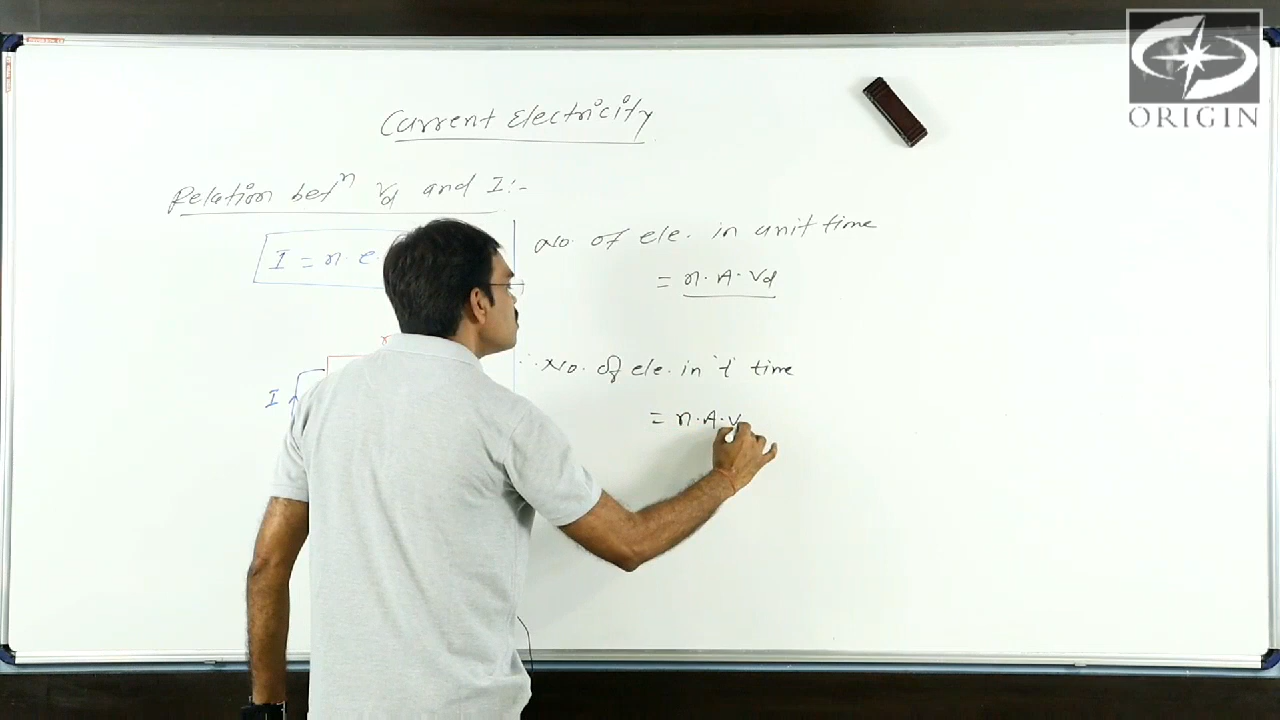 ORIGIN
Current Electricity
Relation betⁿ Vd and I:-
I = n. e.
I
No. of ele. in unit time
= n. A. Vd
∴ No. of ele. in 't' time
= n. A. V